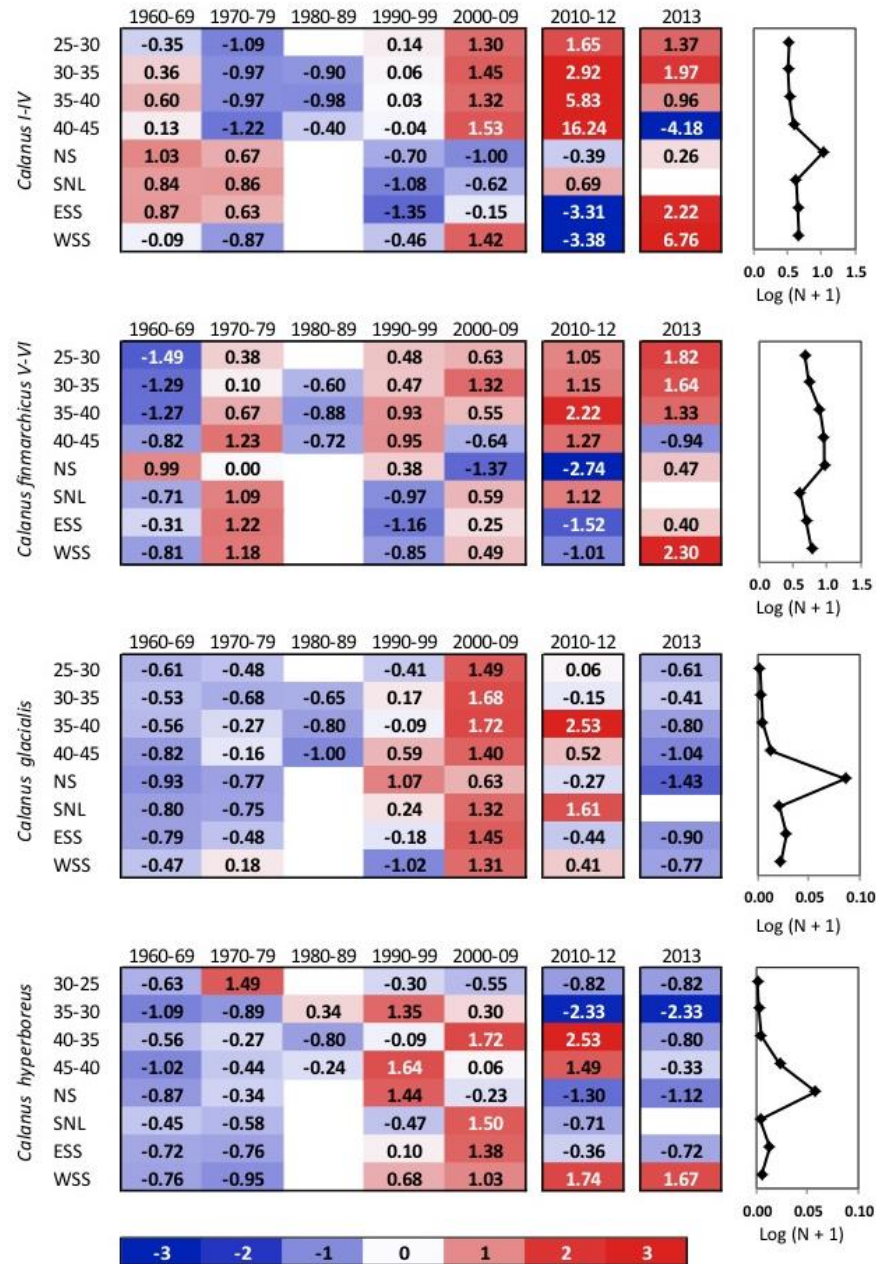 1960-69 1970-79 1980-89 1990-99 2000-09 2010-12 2013
Calanus I-IV
25-30 -0.35 -1.09 0.14 1.30 1.65 1.37
30-35 0.36 -0.97 -0.90 0.06 1.45 2.92 1.97
35-40 0.60 -0.97 -0.98 0.03 1.32 5.83 0.96
40-45 0.13 -1.22 -0.40 -0.04 1.53 16.24 -4.18
NS 1.03 0.67 -0.70 -1.00 -0.39 0.26
SNL 0.84 0.86 -1.08 -0.62 0.69
ESS 0.87 0.63 -1.35 -0.15 -3.31 2.22
WSS -0.09 -0.87 -0.46 1.42 -3.38 6.76
0.0 0.5 1.0 1.5
Log (N + 1)
1960-69 1970-79 1980-89 1990-99 2000-09 2010-12 2013
Calanus finmarchicus V-VI
25-30 -1.49 0.38 0.48 0.63 1.05 1.82
30-35 -1.29 0.10 -0.60 0.47 1.32 1.15 1.64
35-40 -1.27 0.67 -0.88 0.93 0.55 2.22 1.33
40-45 -0.82 1.23 -0.72 0.95 -0.64 1.27 -0.94
NS 0.99 0.00 0.38 -1.37 -2.74 0.47
SNL -0.71 1.09 -0.97 0.59 1.12
ESS -0.31 1.22 -1.16 0.25 -1.52 0.40
WSS -0.81 1.18 -0.85 0.49 -1.01 2.30
0.0 0.5 1.0 1.5
Log (N + 1)
1960-69 1970-79 1980-89 1990-99 2000-09 2010-12 2013
Calanus glacialis
25-30 -0.61 -0.48 -0.41 1.49 0.06 -0.61
30-35 -0.53 -0.68 -0.65 0.17 1.68 -0.15 -0.41
35-40 -0.56 -0.27 -0.80 -0.09 1.72 2.53 -0.80
40-45 -0.82 -0.16 -1.00 0.59 1.40 0.52 -1.04
NS -0.93 -0.77 1.07 0.63 -0.27 -1.43
SNL -0.80 -0.75 0.24 1.32 1.61
ESS -0.79 -0.48 -0.18 1.45 -0.44 -0.90
WSS -0.47 0.18 -1.02 1.31 0.41 -0.77
0.00 0.05 0.10
Log (N + 1)
1960-69 1970-79 1980-89 1990-99 2000-09 2010-12 2013
Calanus hyperboreus
30-25 -0.63 1.49 -0.30 -0.55 -0.82 -0.82
35-30 -1.09 -0.89 0.34 1.35 0.30 -2.33 -2.33
40-35 -0.56 -0.27 -0.80 -0.09 1.72 2.53 -0.80
45-40 -1.02 -0.44 -0.24 1.64 0.06 1.49 -0.33
NS -0.87 -0.34 1.44 -0.23 -1.30 -1.12
SNL -0.45 -0.58 -0.47 1.50 -0.71
ESS -0.72 -0.76 0.10 1.38 -0.36 -0.72
WSS -0.76 -0.95 0.68 1.03 1.74 1.67
0.00 0.05 0.10
Log (N + 1)
-3 -2 -1 0 1 2 3